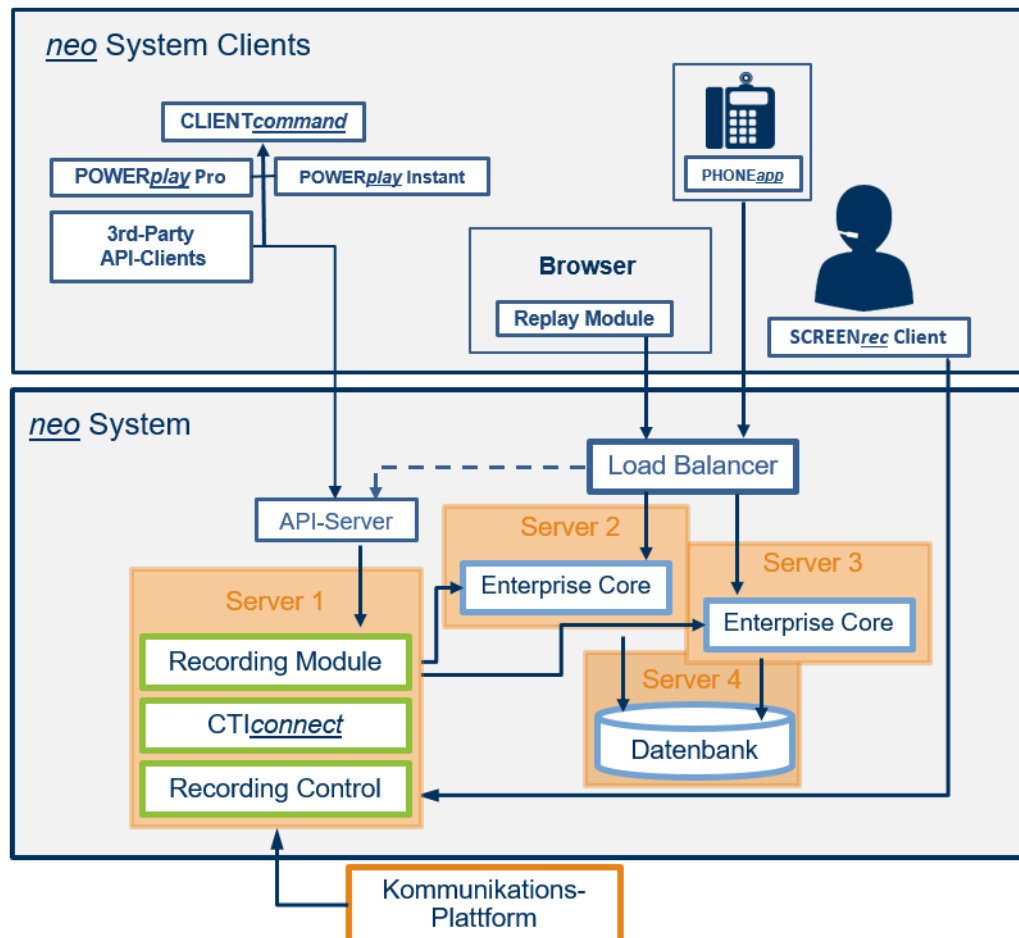 neo System Clients
CLIENTcommand
POWERplay Pro
POWERplay Instant
3rd-Party
API-Clients
PHONEapp
Browser
Replay Module
SCREENrec Client
neo System
Load Balancer
API-Server
Server 2
Enterprise Core
Server 3
Enterprise Core
Server 1
Recording Module
CTIconnect
Recording Control
Server 4
Datenbank
Kommunikations-
Plattform